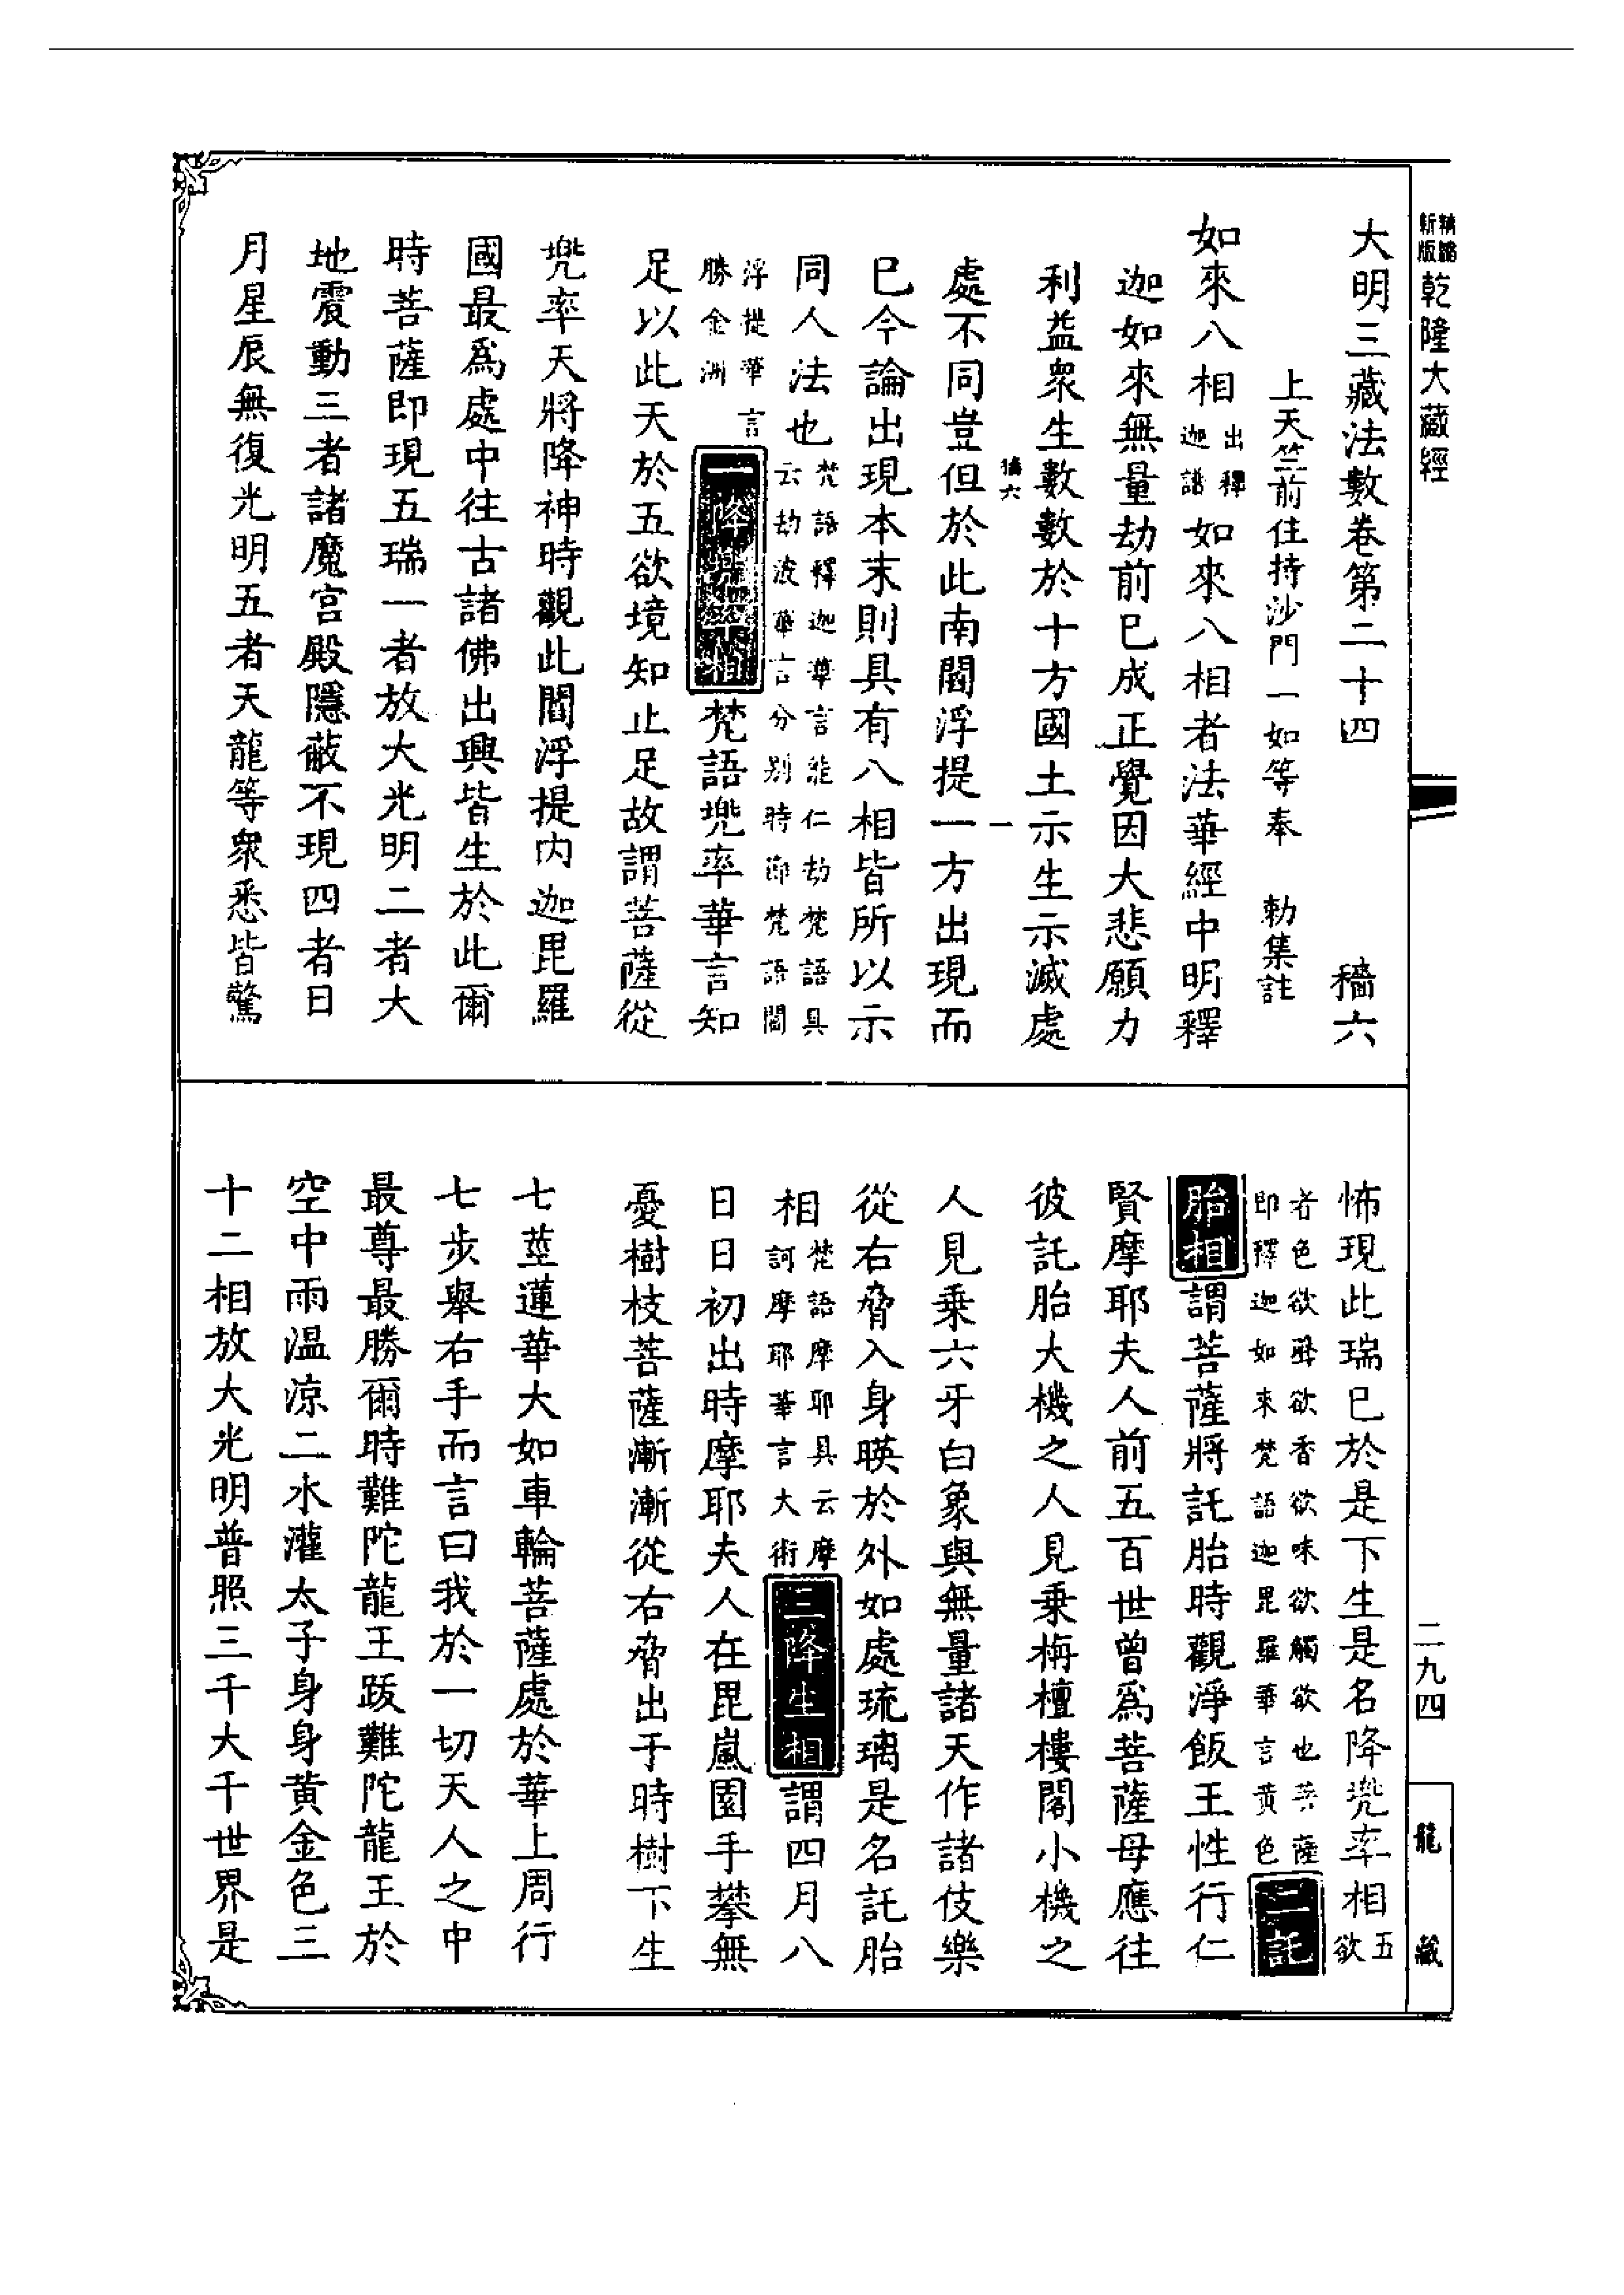 精縮新版乾隆大藏經
大明三藏法數卷第二十四 穡六
上天竺前住持沙門一如等奉 勅集註
如來八相出釋迦譜如來八相者法華經中明釋
迦如來無量劫前巳成正覺因大悲願力
利益衆生數數於十方國土示生示滅處
穡六 一
處不同豈但於此南閻浮提一方出現而
巳今論出現本末則具有八相皆所以示
同人法也梵語釋迦華言能仁劫梵語具云劫波華言分別時節梵語閻
浮提華言勝金洲一降兜率相梵語兜率華言知
足以此天於五欲境知止足故謂菩薩從
兜率天將降神時觀此閻浮提内迦毘羅
國最爲處中往古諸佛出興皆生於此爾
時菩薩即現五瑞一者放大光明二者大
地震動三者諸魔宮殿隱蔽不現四者日
月星辰無復光明五者天龍等衆悉皆驚
怖現此瑞巳於是下生是名降兜率相五欲
者色欲聲欲香欲味欲觸欲也菩薩即釋迦如來梵語迦毘羅華言黃色二託
胎相謂菩薩將託胎時觀淨飯王性行仁
賢摩耶夫人前五百世曾爲菩薩母應往
彼託胎大機之人見乘栴檀樓閣小機之
人見乘六牙白象與無量諸天作諸伎樂
從右脅入身暎於外如處琉璃是名託胎
相梵語摩耶具云摩訶摩耶華言大術三降生相謂四月八
日日初出時摩耶夫人在毘嵐園手攀無
憂樹枝菩薩漸漸從右脅出于時樹下生
七莖蓮華大如車輪菩薩處於華上周行
七步舉右手而言曰我於一切天人之中
最尊最勝爾時難陀龍王跋難陀龍王於
空中雨温涼二水灌太子身身黃金色三
十二相放大光明普照三千大千世界是
二九四
龍藏